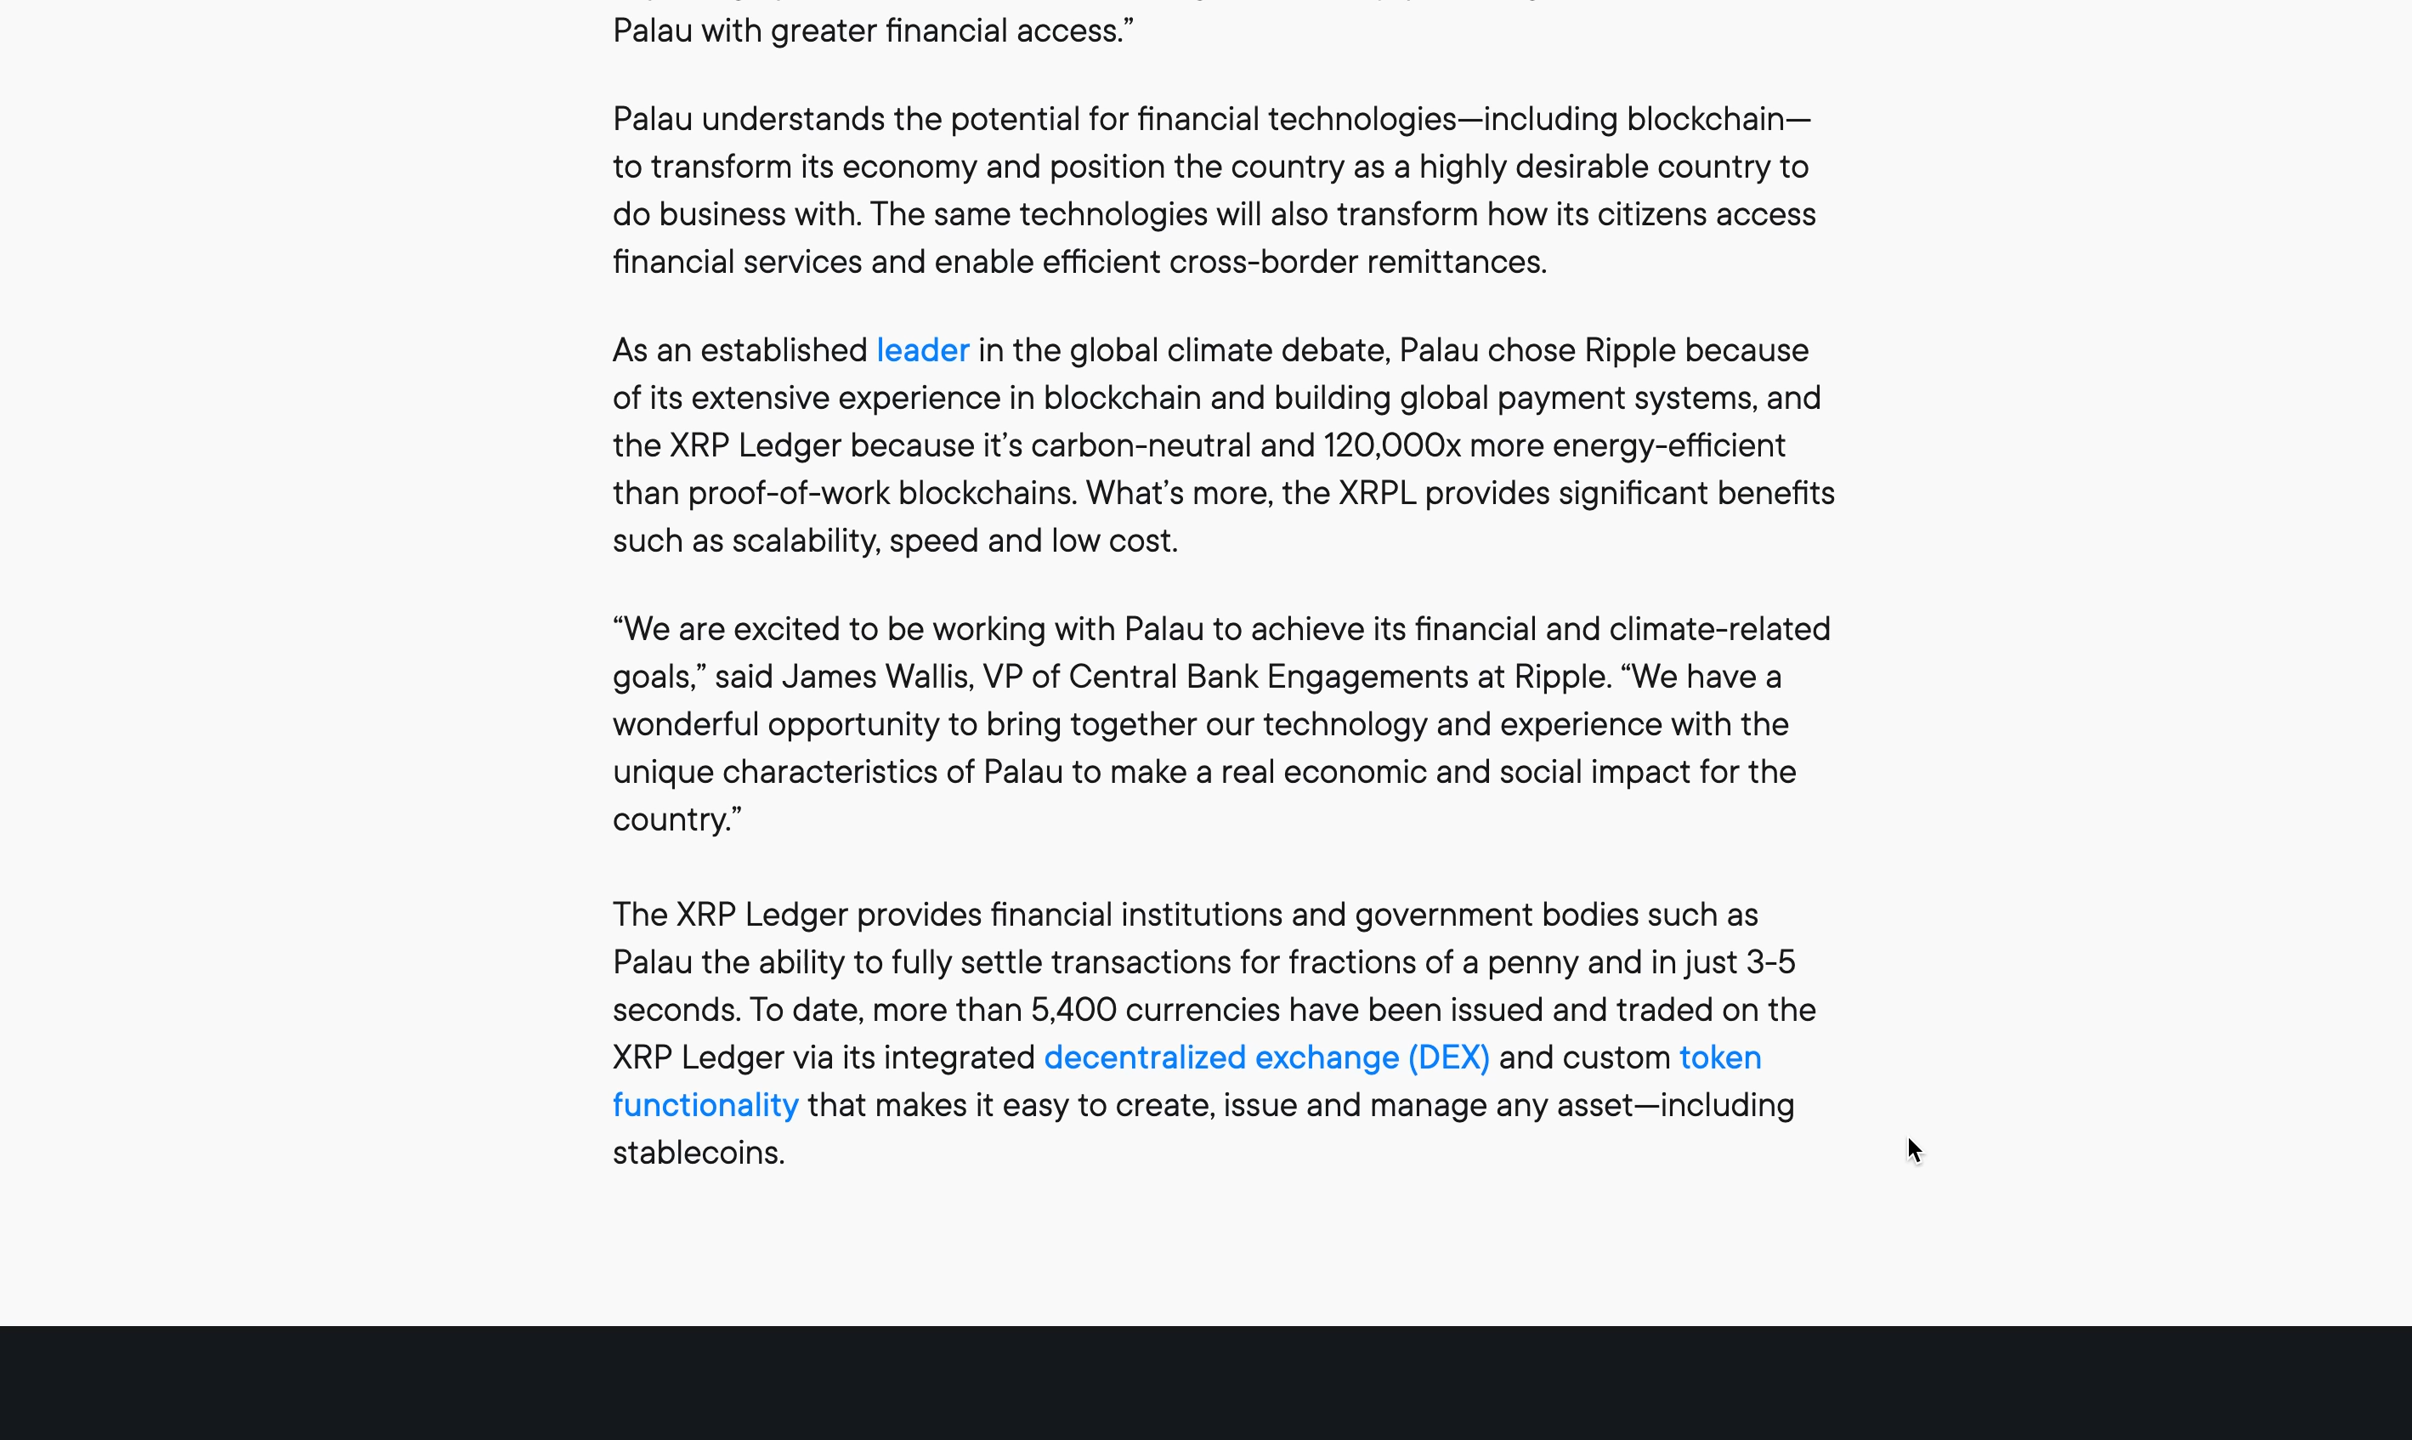 Palau with greater financial access.”
Palau understands the potential for financial technologies—including blockchain—
to transform its economy and position the country as a highly desirable country to
do business with. The same technologies will also transform how its citizens access
financial services and enable efficient cross-border remittances.
As an established leader in the global climate debate, Palau chose Ripple because
of its extensive experience in blockchain and building global payment systems, and
the XRP Ledger because it’s carbon-neutral and 120,000x more energy-efficient
than proof-of-work blockchains. What’s more, the XRPL provides significant benefits
such as scalability, speed and low cost.
“We are excited to be working with Palau to achieve its financial and climate-related
goals,” said James Wallis, VP of Central Bank Engagements at Ripple. “We have a
wonderful opportunity to bring together our technology and experience with the
unique characteristics of Palau to make a real economic and social impact for the
country.”
The XRP Ledger provides financial institutions and government bodies such as
Palau the ability to fully settle transactions for fractions of a penny and in just 3-5
seconds. To date, more than 5,400 currencies have been issued and traded on the
XRP Ledger via its integrated decentralized exchange (DEX) and custom token
functionality that makes it easy to create, issue and manage any asset—including
stablecoins.